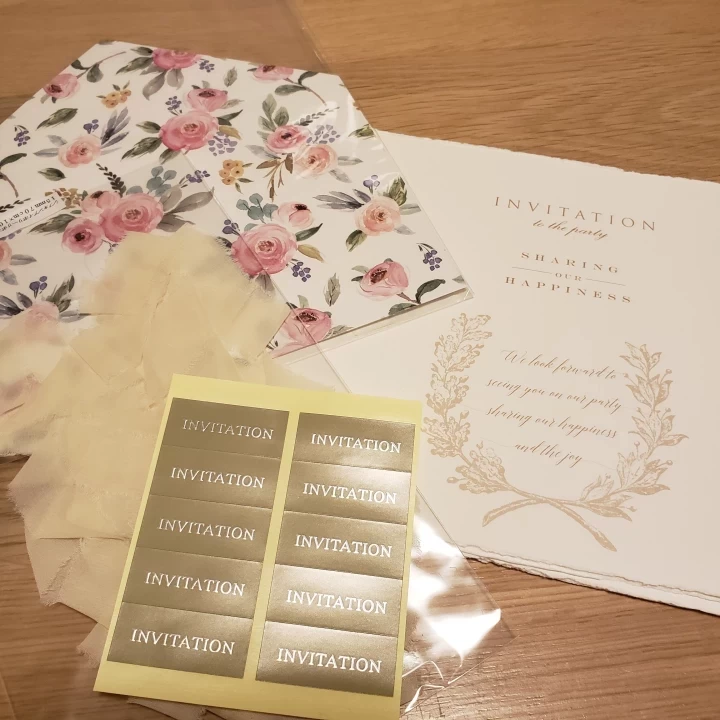 INVITATION
to the party
SHARING
OUR
HAPPINESS
We look forward to
seeing you on our party
sharing our happiness
and the joy
INVITATION
INVITATION
INVITATION
INVITATION
INVITATION
INVITATION
INVITATION
INVITATION
INVITATION
INVITATION